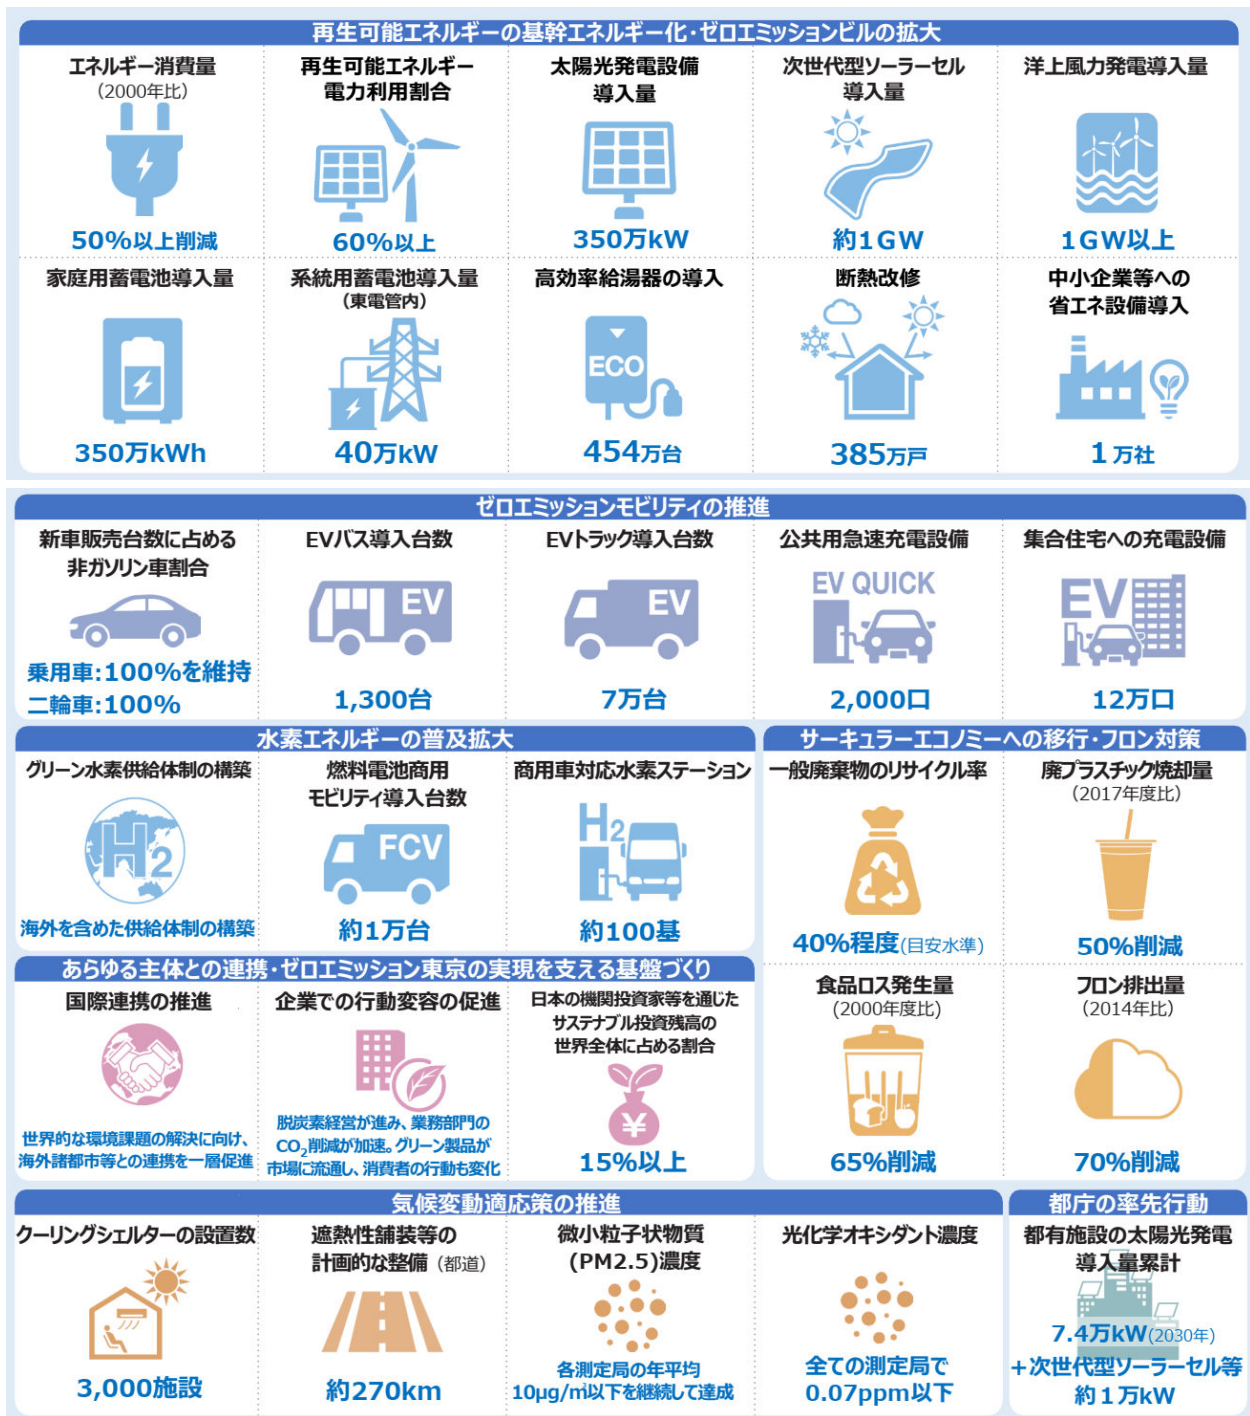 再生可能エネルギーの基幹エネルギー化・ゼロエミッションビルの拡大
エネルギー消費量
(2000年比)
50%以上削減
再生可能エネルギー
電力利用割合
60%以上
太陽光発電設備
導入量
350万kW
次世代型ソーラーセル
導入量
約1GW
洋上風力発電導入量
1GW以上
家庭用蓄電池導入量
350万kWh
系統用蓄電池導入量
(東電管内)
40万kW
高効率給湯器の導入
ECO
454万台
断熱改修
385万戸
中小企業等への
省エネ設備導入
1万社
ゼロエミッションモビリティの推進
新車販売台数に占める
非ガソリン車割合
乗用車:100%を維持
二輪車:100%
EVバス導入台数
EV
1,300台
EVトラック導入台数
EV
7万台
公共用急速充電設備
EV QUICK
2,000口
集合住宅への充電設備
EV
12万口
水素エネルギーの普及拡大
グリーン水素供給体制の構築
H2
海外を含めた供給体制の構築
燃料電池商用
モビリティ導入台数
FCV
約1万台
商用車対応水素ステーション
H2
約100基
サーキュラーエコノミーへの移行・フロン対策
一般廃棄物のリサイクル率
40%程度(目安水準)
廃プラスチック焼却量
(2017年度比)
50%削減
食品ロス発生量
(2000年度比)
65%削減
フロン排出量
(2014年比)
70%削減
あらゆる主体との連携・ゼロエミッション東京の実現を支える基盤づくり
国際連携の推進
世界的な環境課題の解決に向け、
海外諸都市等との連携を一層促進
企業での行動変容の促進
脱炭素経営が進み、業務部門の
CO2削減が加速。グリーン製品が
市場に流通し、消費者の行動も変化
日本の機関投資家等を通じた
サステナブル投資残高の
世界全体に占める割合
¥
15%以上
気候変動適応策の推進
クーリングシェルターの設置数
3,000施設
遮熱性舗装等の
計画的な整備(都道)
約270km
微小粒子状物質
(PM2.5)濃度
各測定局の年平均
10μg/㎥以下を継続して達成
光化学オキシダント濃度
全ての測定局で
0.07ppm以下
都庁の率先行動
都有施設の太陽光発電
導入量累計
7.4万kW(2030年)
+次世代型ソーラーセル等
約1万kW